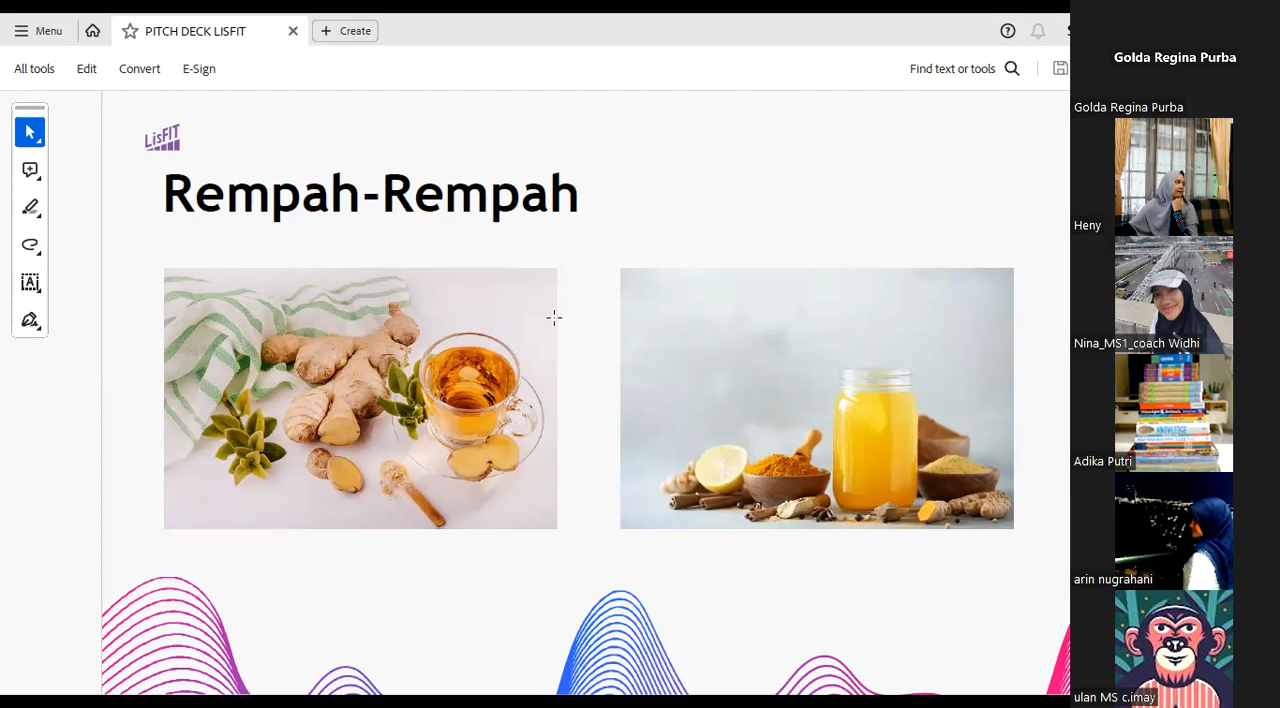 Menu
PITCH DECK LISFIT
Create
All tools
Edit
Convert
E-Sign
Find text or tools
LisFIT
Rempah-Rempah
Golda Regina Purba
Golda Regina Purba
Heny
Nina_MS1_coach Widhi
Adika Putri
arin nugrahani
ulan MS c.imay